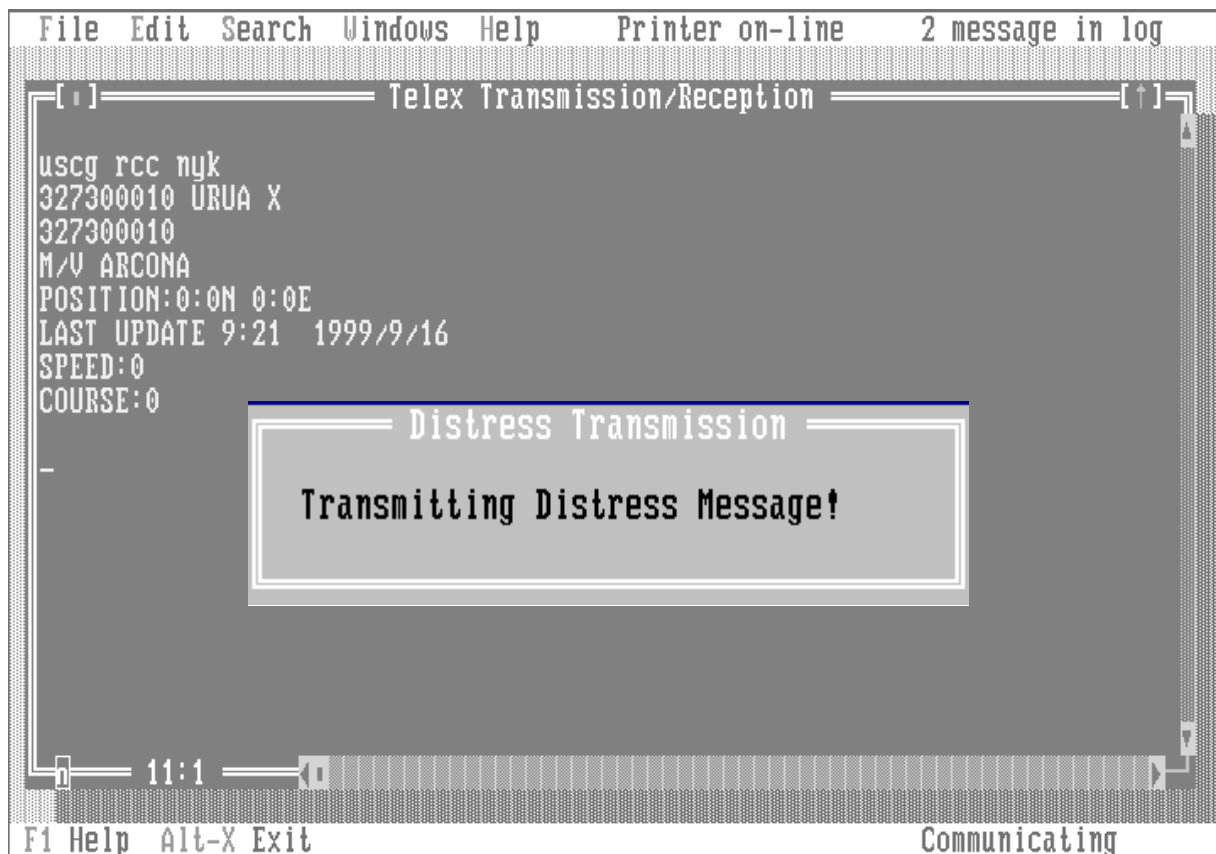 File Edit Search Windows Help Printer on-line 2 message in log
Telex Transmission/Reception
uscg rcc nyk
327300010 URUA X
327300010
M/V ARCONA
POSITION:0:0N 0:0E
LAST UPDATE 9:21 1999/9/16
SPEED:0
COURSE:0
Distress Transmission
Transmitting Distress Message!
n 11:1
F1 Help Alt-X Exit Communicating